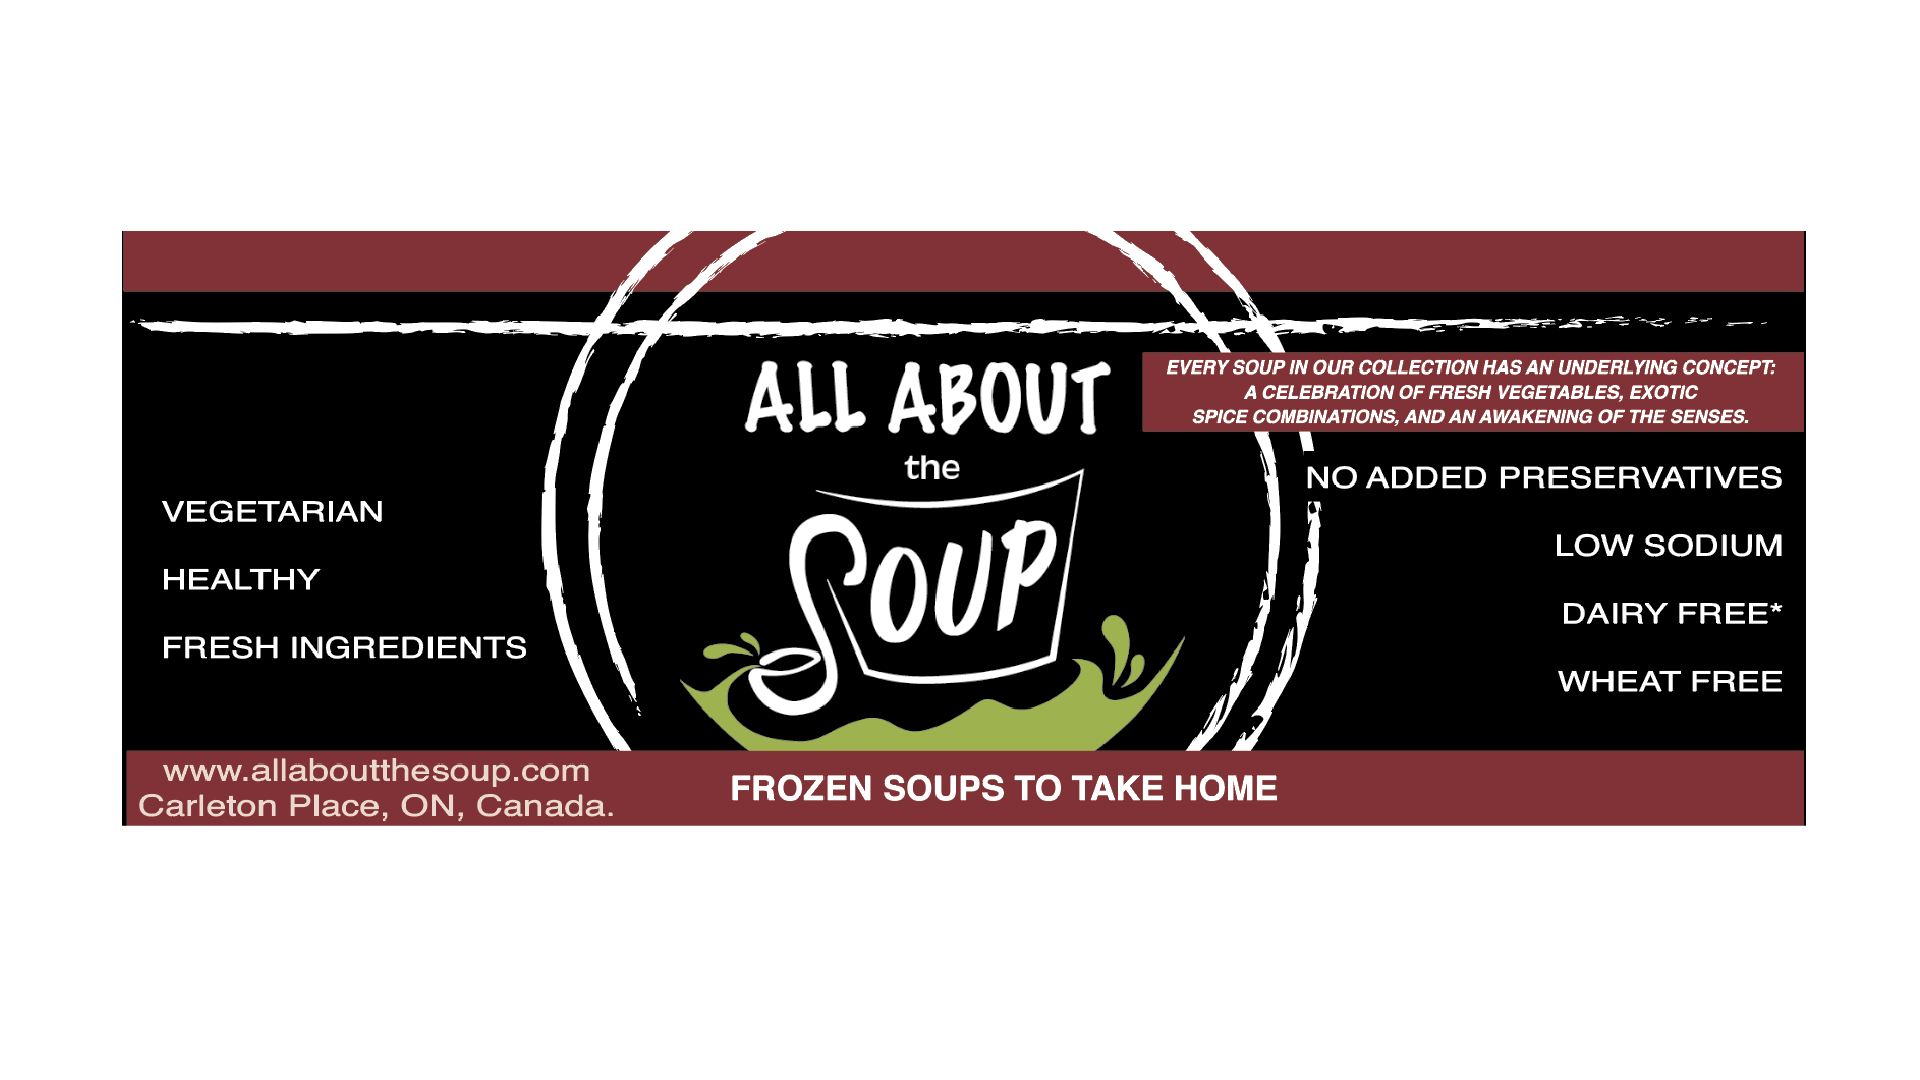 ALL ABOUT
the
SOUP
EVERY SOUP IN OUR COLLECTION HAS AN UNDERLYING CONCEPT:
A CELEBRATION OF FRESH VEGETABLES, EXOTIC
SPICE COMBINATIONS, AND AN AWAKENING OF THE SENSES.
VEGETARIAN
HEALTHY
FRESH INGREDIENTS
NO ADDED PRESERVATIVES
LOW SODIUM
DAIRY FREE*
WHEAT FREE
www.allaboutthesoup.com
Carleton Place, ON, Canada.
FROZEN SOUPS TO TAKE HOME